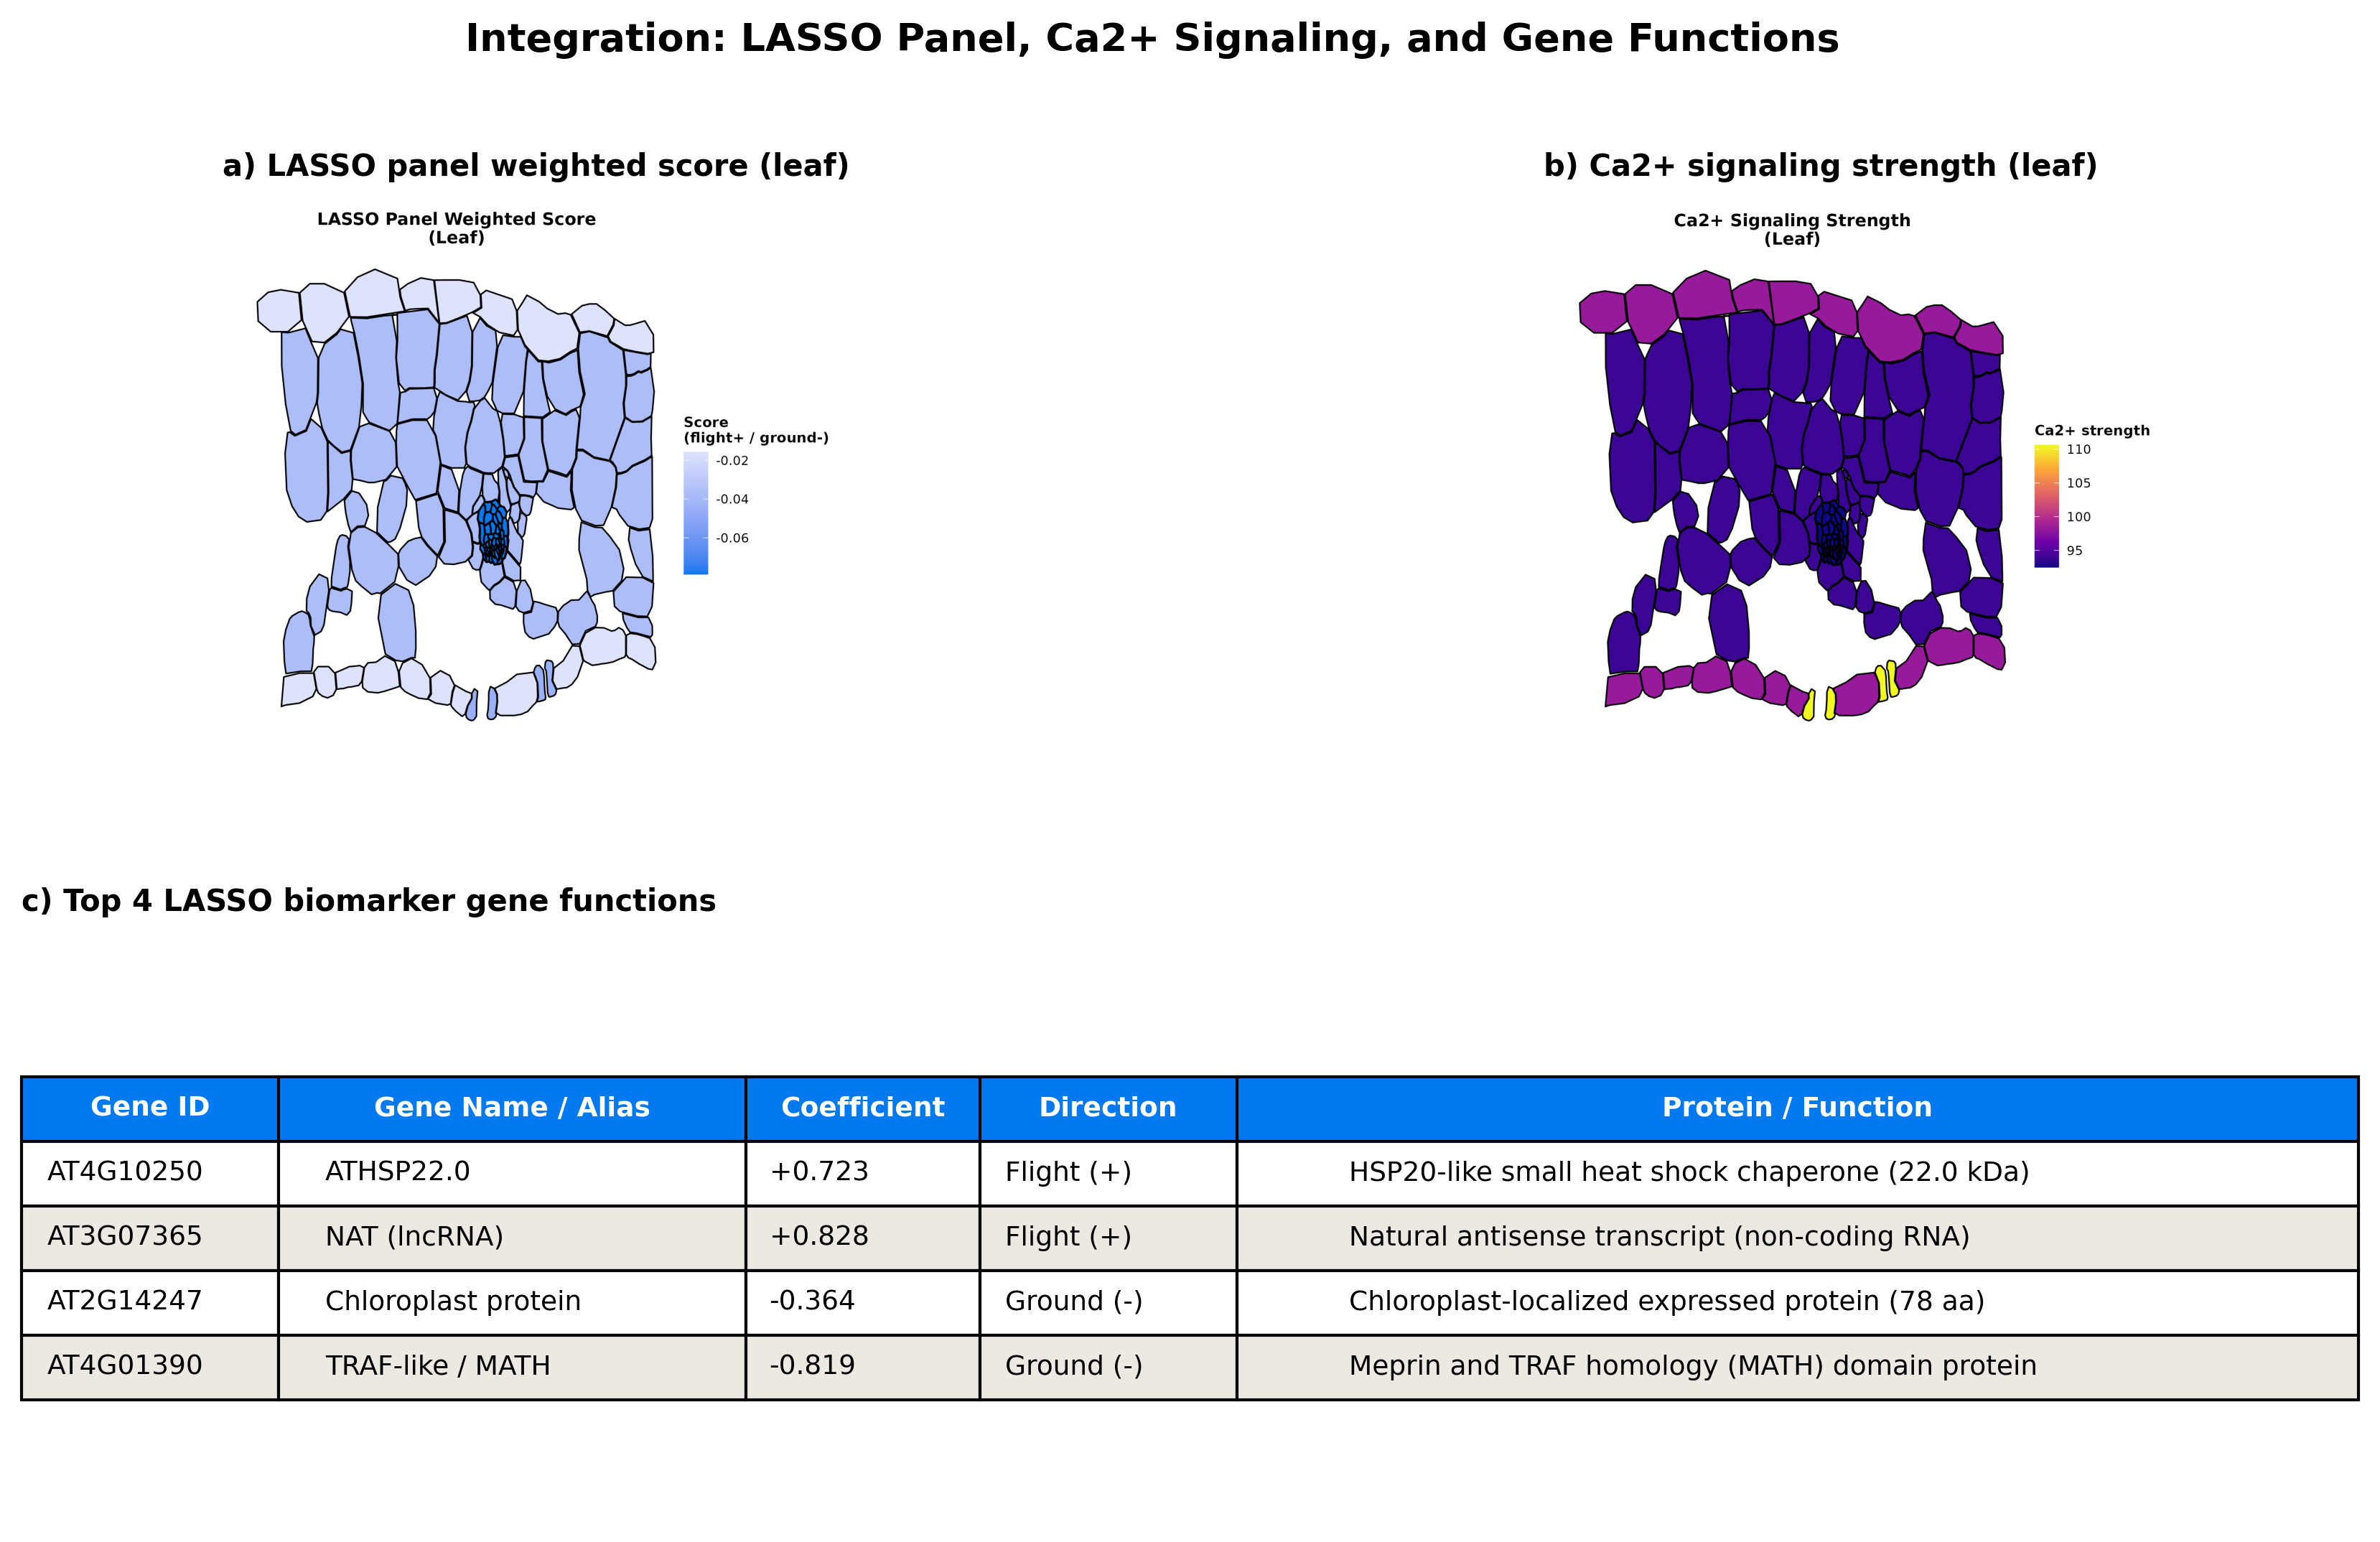 Integration: LASSO Panel, Ca2+ Signaling, and Gene Functions
a) LASSO panel weighted score (leaf)
LASSO Panel Weighted Score
(Leaf)
Score
(flight+ / ground-)
-0.02
-0.04
-0.06
b) Ca2+ signaling strength (leaf)
Ca2+ Signaling Strength
(Leaf)
Ca2+ strength
110
105
100
95
c) Top 4 LASSO biomarker gene functions
Gene ID Gene Name / Alias Coefficient Direction Protein / Function
AT4G10250 ATHSP22.0 +0.723 Flight (+) HSP20-like small heat shock chaperone (22.0 kDa)
AT3G07365 NAT (lncRNA) +0.828 Flight (+) Natural antisense transcript (non-coding RNA)
AT2G14247 Chloroplast protein -0.364 Ground (-) Chloroplast-localized expressed protein (78 aa)
AT4G01390 TRAF-like / MATH -0.819 Ground (-) Meprin and TRAF homology (MATH) domain protein